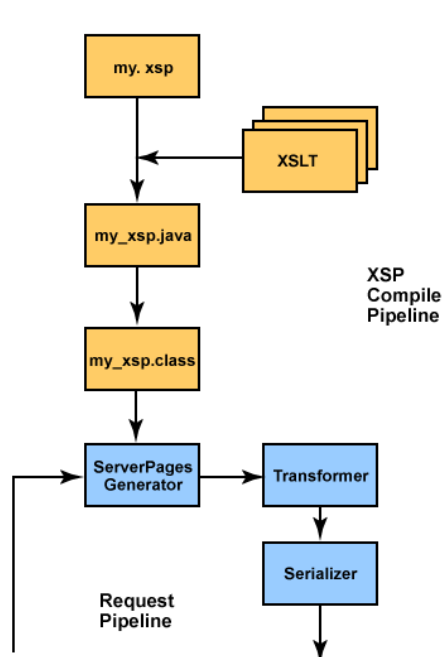 my. xsp
XSLT
my_xsp.java
XSP
Compile
Pipeline
my_xsp.class
ServerPages
Generator
Transformer
Serializer
Request
Pipeline